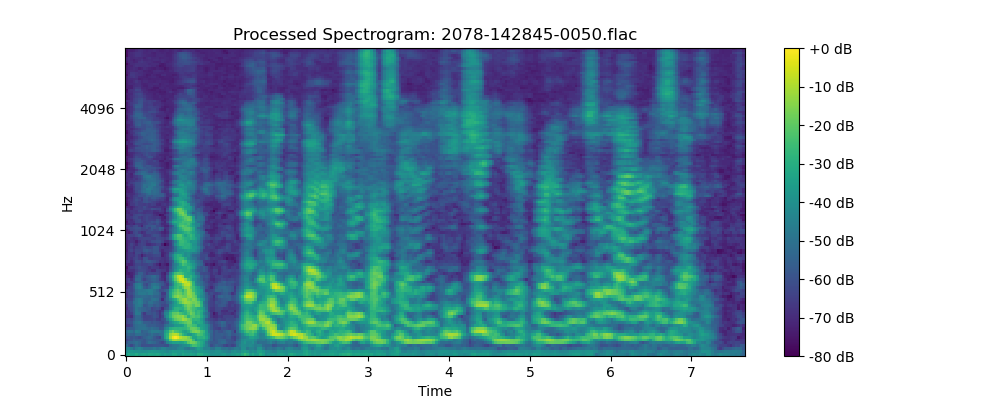 Processed Spectrogram: 2078-142845-0050.flac
Hz
4096
2048
1024
512
0
0 1 2 3 4 5 6 7
Time
+0 dB
-10 dB
-20 dB
-30 dB
-40 dB
-50 dB
-60 dB
-70 dB
-80 dB